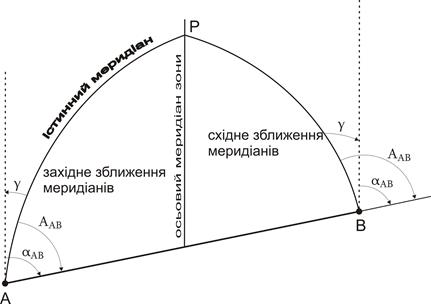 P
Істинний меридіан
осьовий меридіан зони
західне зближення
меридіанів
східне зближення
меридіанів
γ
γ
A_AB
α_AB
A_AB
α_AB
A
B